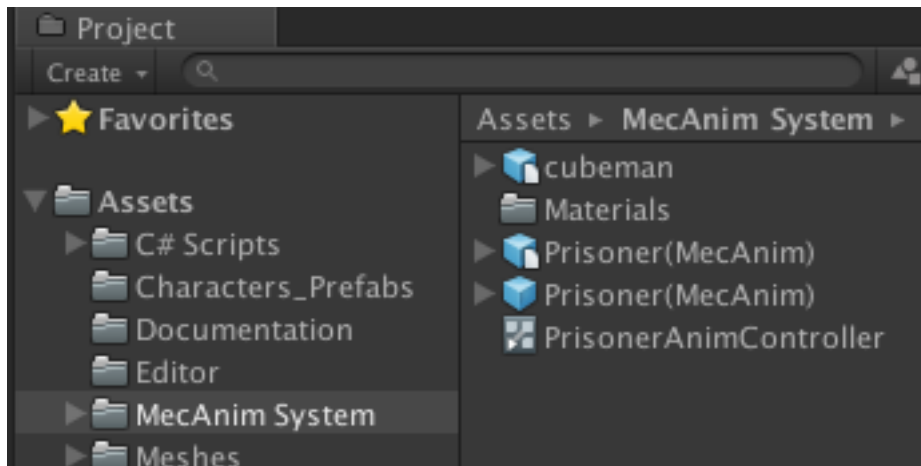 Project
Create
Favorites
Assets
C# Scripts
Characters_Prefabs
Documentation
Editor
MecAnim System
Meshes
Assets ▸ MecAnim System ▸
cubeman
Materials
Prisoner(MecAnim)
Prisoner(MecAnim)
PrisonerAnimController